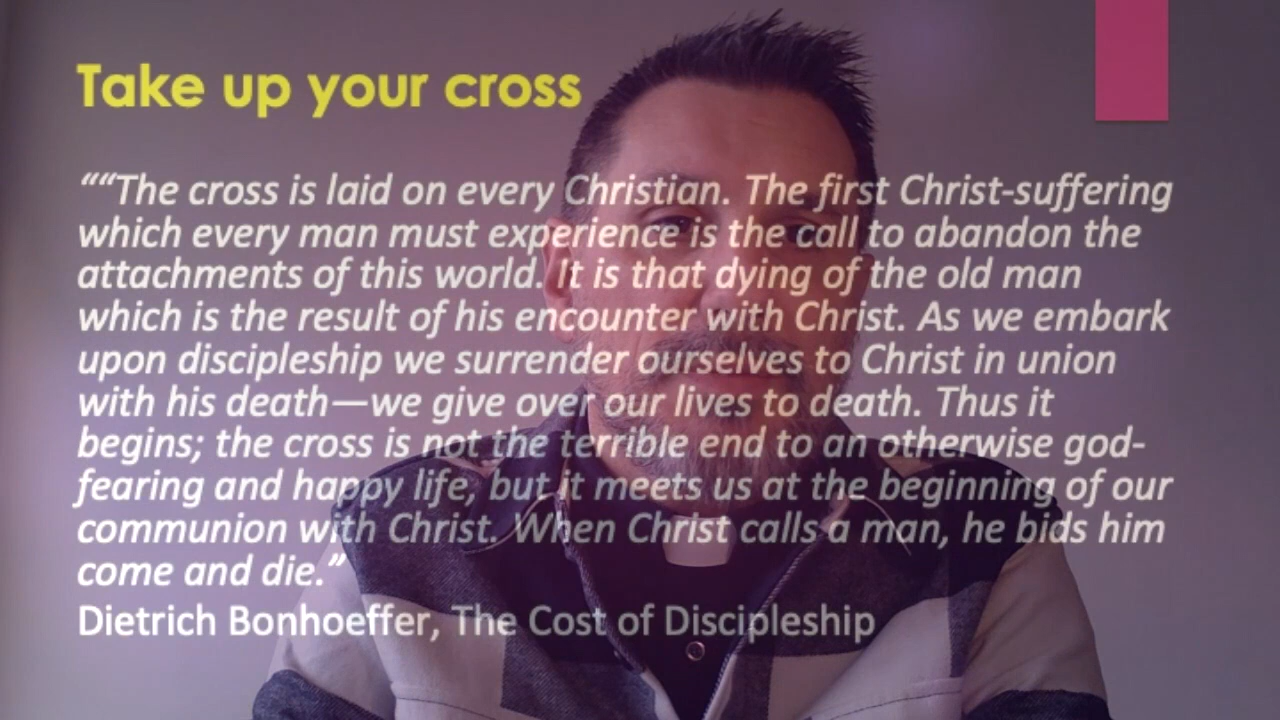 Take up your cross
““The cross is laid on every Christian. The first Christ-suffering
which every man must experience is the call to abandon the
attachments of this world. It is that dying of the old man
which is the result of his encounter with Christ. As we embark
upon discipleship we surrender ourselves to Christ in union
with his death—we give over our lives to death. Thus it
begins; the cross is not the terrible end to an otherwise god-
fearing and happy life, but it meets us at the beginning of our
communion with Christ. When Christ calls a man, he bids him
come and die.”
Dietrich Bonhoeffer, The Cost of Discipleship